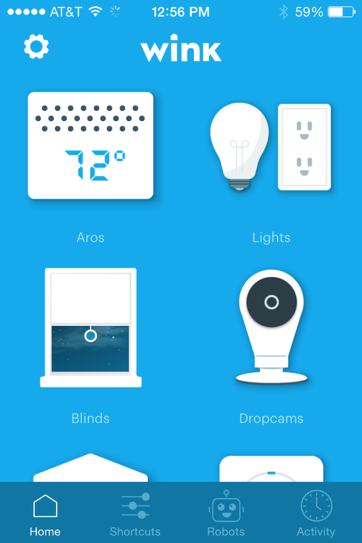 AT&T 12:56 PM 59%
wink
72°
Aros Lights
Blinds Dropcams
Home Shortcuts Robots Activity